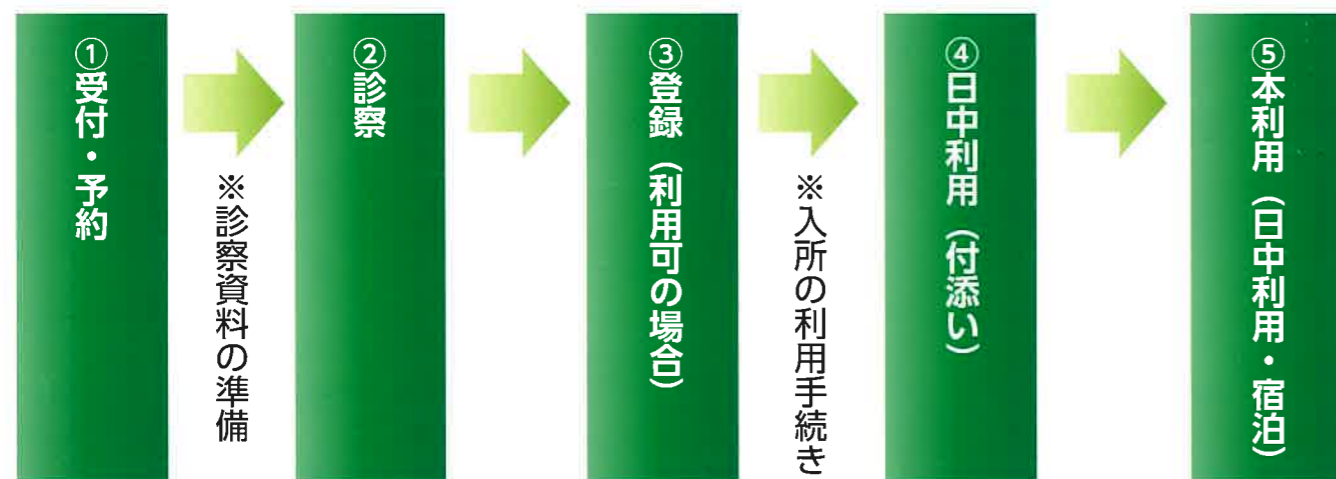 ①受付・予約
※診察資料の準備
②診察
③登録（利用可の場合）
※入所の利用手続き
④日中利用（付添い）
⑤本利用（日中利用・宿泊）